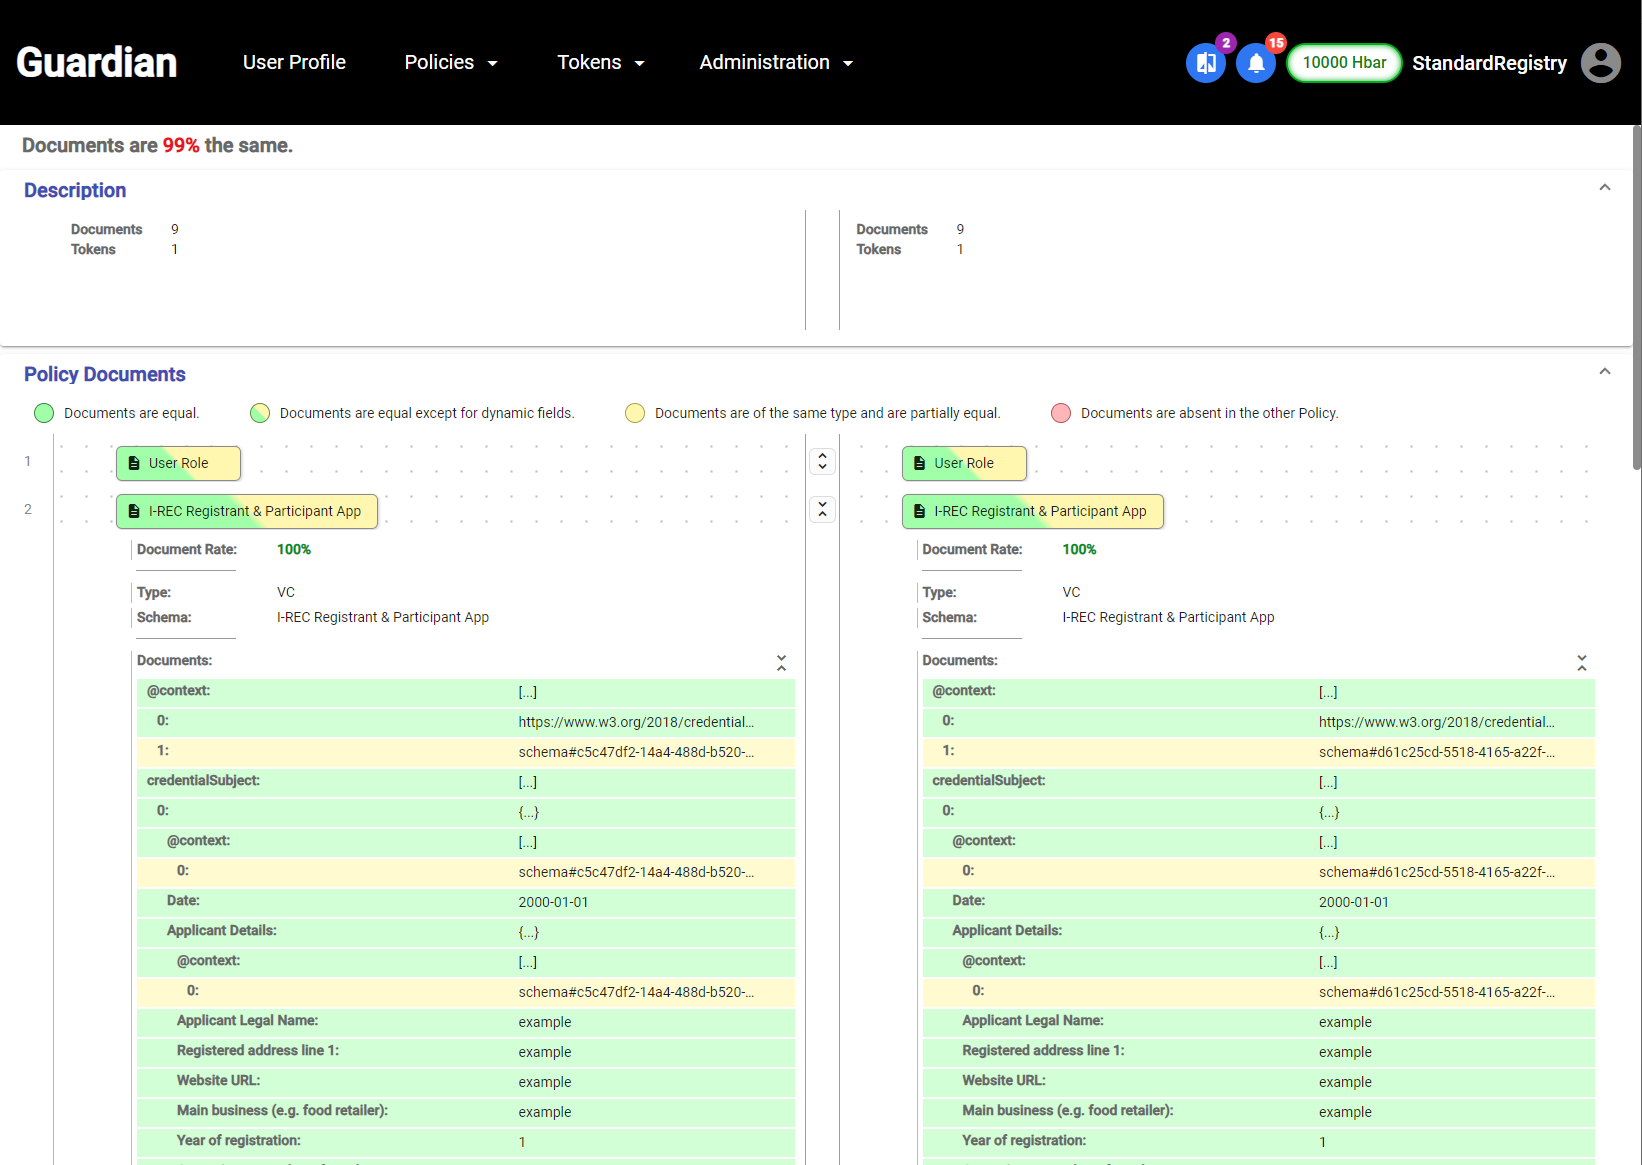 Guardian User Profile Policies Tokens Administration 2 15 10000 Hbar StandardRegistry
Documents are 99% the same.
Description
Documents 9 Documents 9
Tokens 1 Tokens 1
Policy Documents
Documents are equal. Documents are equal except for dynamic fields. Documents are of the same type and are partially equal. Documents are absent in the other Policy.
1 User Role User Role
2 I-REC Registrant & Participant App I-REC Registrant & Participant App
Document Rate: 100% Document Rate: 100%
Type: VC Type: VC
Schema: I-REC Registrant & Participant App Schema: I-REC Registrant & Participant App
Documents: Documents:
@context: [...] @context: [...]
0: https://www.w3.org/2018/credential... 0: https://www.w3.org/2018/credential...
1: schema#c5c47df2-14a4-488d-b520-... 1: schema#d61c25cd-5518-4165-a22f-...
credentialSubject: [...] credentialSubject: [...]
0: {...} 0: {...}
@context: [...] @context: [...]
0: schema#c5c47df2-14a4-488d-b520-... 0: schema#d61c25cd-5518-4165-a22f-...
Date: 2000-01-01 Date: 2000-01-01
Applicant Details: {...} Applicant Details: {...}
@context: [...] @context: [...]
0: schema#c5c47df2-14a4-488d-b520-... 0: schema#d61c25cd-5518-4165-a22f-...
Applicant Legal Name: example Applicant Legal Name: example
Registered address line 1: example Registered address line 1: example
Website URL: example Website URL: example
Main business (e.g. food retailer): example Main business (e.g. food retailer): example
Year of registration: 1 Year of registration: 1